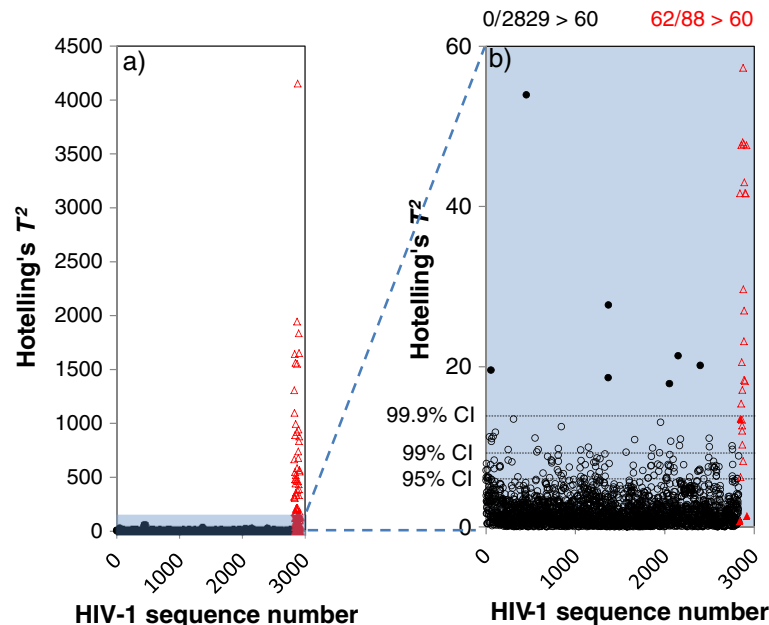 0/2829 > 60
62/88 > 60
a)
4500
4000
3500
3000
2500
2000
1500
1000
500
0
Hotelling's T²
0 1000 2000 3000
HIV-1 sequence number
b)
60
40
20
0
Hotelling's T²
99.9% CI
99% CI
95% CI
0 1000 2000 3000
HIV-1 sequence number